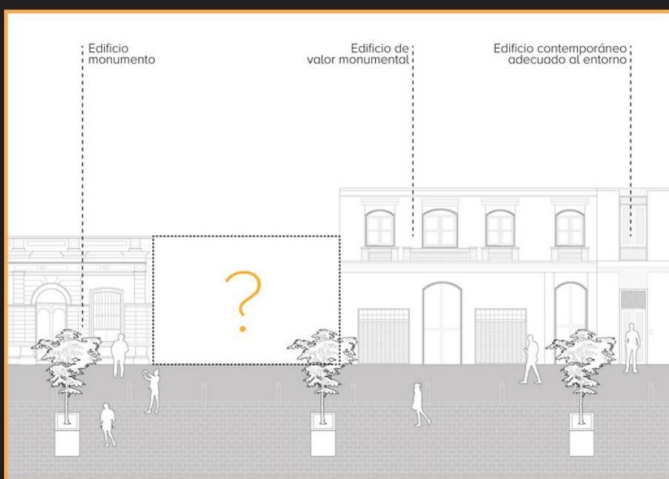 Edificio
monumento
Edificio de
valor monumental
Edificio contemporáneo
adecuado al entorno
?